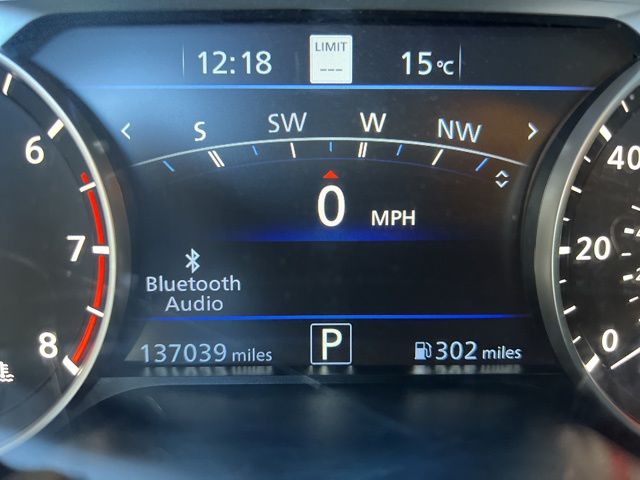 12:18
LIMIT
---
15°C
< S SW W NW >
0 MPH
Bluetooth
Audio
137039 miles
P
302 miles
6
7
8
40
20
0